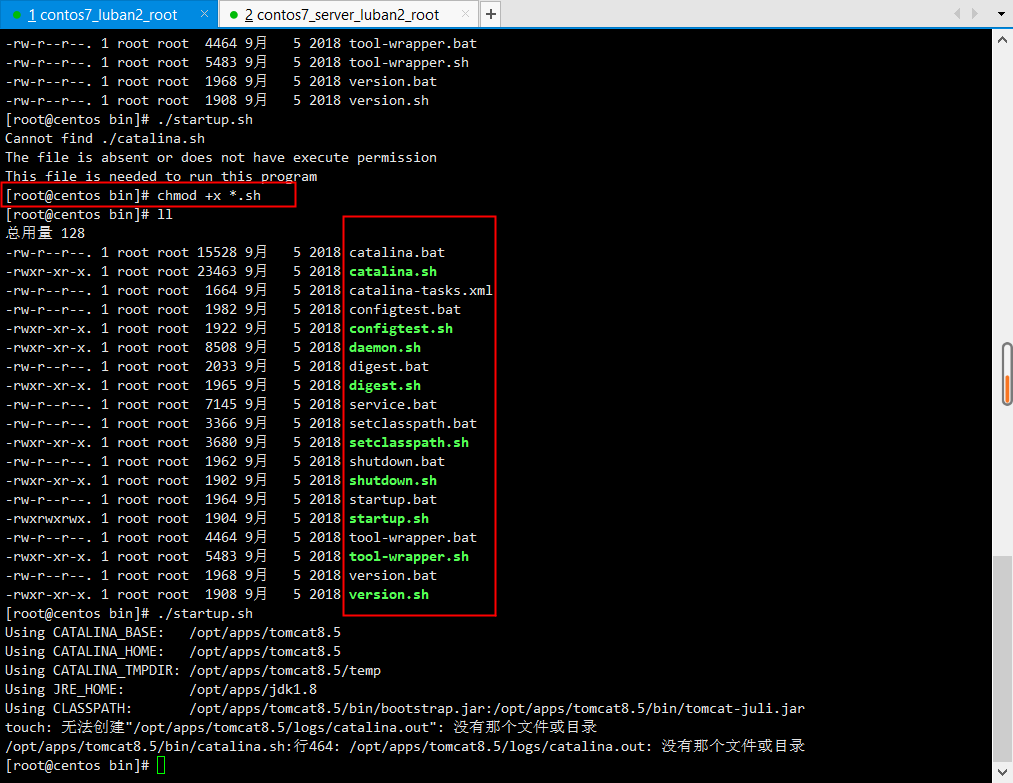 1 contos7_luban2_root × 2 contos7_server_luban2_root × +
-rw-r--r--. 1 root root  4464 9月   5 2018 tool-wrapper.bat
-rw-r--r--. 1 root root  5483 9月   5 2018 tool-wrapper.sh
-rw-r--r--. 1 root root  1968 9月   5 2018 version.bat
-rw-r--r--. 1 root root  1908 9月   5 2018 version.sh
[root@centos bin]# ./startup.sh
Cannot find ./catalina.sh
The file is absent or does not have execute permission
This file is needed to run this program
[root@centos bin]# chmod +x *.sh
[root@centos bin]# ll
总用量 128
-rw-r--r--. 1 root root 15528 9月   5 2018 catalina.bat
-rwxr-xr-x. 1 root root 23463 9月   5 2018 catalina.sh
-rw-r--r--. 1 root root  1664 9月   5 2018 catalina-tasks.xml
-rw-r--r--. 1 root root  1982 9月   5 2018 configtest.bat
-rwxr-xr-x. 1 root root  1922 9月   5 2018 configtest.sh
-rwxr-xr-x. 1 root root  8508 9月   5 2018 daemon.sh
-rw-r--r--. 1 root root  2033 9月   5 2018 digest.bat
-rwxr-xr-x. 1 root root  1965 9月   5 2018 digest.sh
-rw-r--r--. 1 root root  7145 9月   5 2018 service.bat
-rw-r--r--. 1 root root  3366 9月   5 2018 setclasspath.bat
-rwxr-xr-x. 1 root root  3680 9月   5 2018 setclasspath.sh
-rw-r--r--. 1 root root  1962 9月   5 2018 shutdown.bat
-rwxr-xr-x. 1 root root  1902 9月   5 2018 shutdown.sh
-rw-r--r--. 1 root root  1964 9月   5 2018 startup.bat
-rwxrwxrwx. 1 root root  1904 9月   5 2018 startup.sh
-rw-r--r--. 1 root root  4464 9月   5 2018 tool-wrapper.bat
-rwxr-xr-x. 1 root root  5483 9月   5 2018 tool-wrapper.sh
-rw-r--r--. 1 root root  1968 9月   5 2018 version.bat
-rwxr-xr-x. 1 root root  1908 9月   5 2018 version.sh
[root@centos bin]# ./startup.sh
Using CATALINA_BASE:   /opt/apps/tomcat8.5
Using CATALINA_HOME:   /opt/apps/tomcat8.5
Using CATALINA_TMPDIR: /opt/apps/tomcat8.5/temp
Using JRE_HOME:        /opt/apps/jdk1.8
Using CLASSPATH:       /opt/apps/tomcat8.5/bin/bootstrap.jar:/opt/apps/tomcat8.5/bin/tomcat-juli.jar
touch: 无法创建"/opt/apps/tomcat8.5/logs/catalina.out": 没有那个文件或目录
/opt/apps/tomcat8.5/bin/catalina.sh:行464: /opt/apps/tomcat8.5/logs/catalina.out: 没有那个文件或目录
[root@centos bin]#